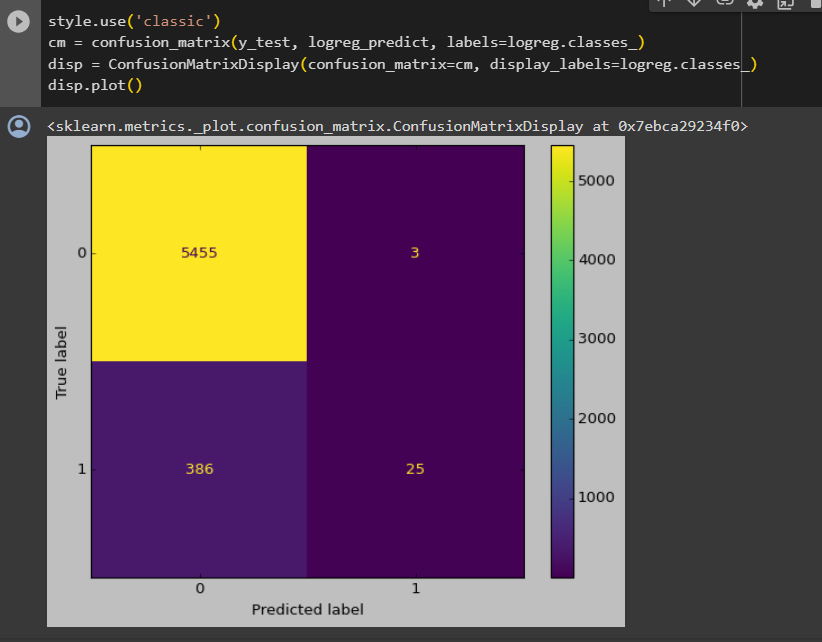 style.use('classic')
cm = confusion_matrix(y_test, logreg_predict, labels=logreg.classes_)
disp = ConfusionMatrixDisplay(confusion_matrix=cm, display_labels=logreg.classes_)
disp.plot()
<sklearn.metrics._plot.confusion_matrix.ConfusionMatrixDisplay at 0x7ebca29234f0>
5000
0 5455 3
4000
True label
3000
2000
1 386 25
1000
0 1
Predicted label